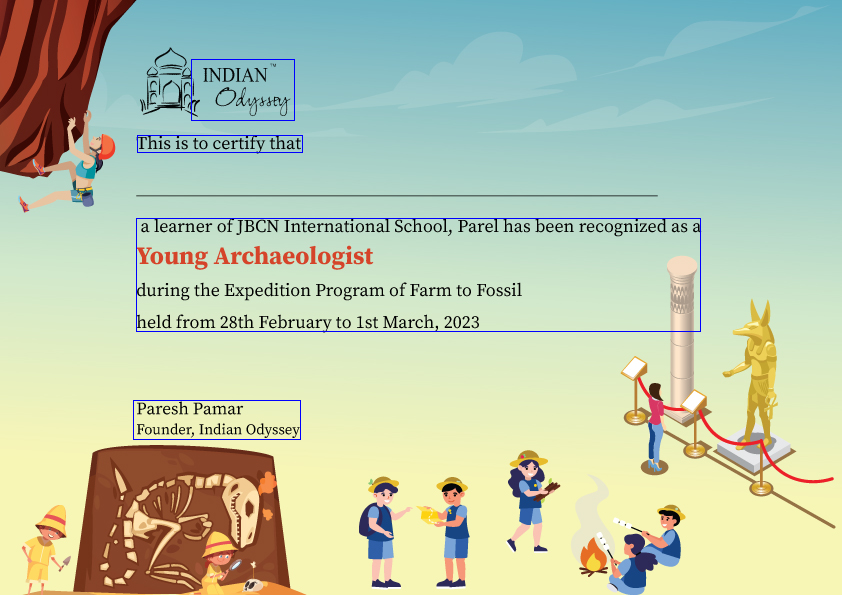 INDIAN™
Odyssey
This is to certify that
a learner of JBCN International School, Parel has been recognized as a
Young Archaeologist
during the Expedition Program of Farm to Fossil
held from 28th February to 1st March, 2023
Paresh Pamar
Founder, Indian Odyssey